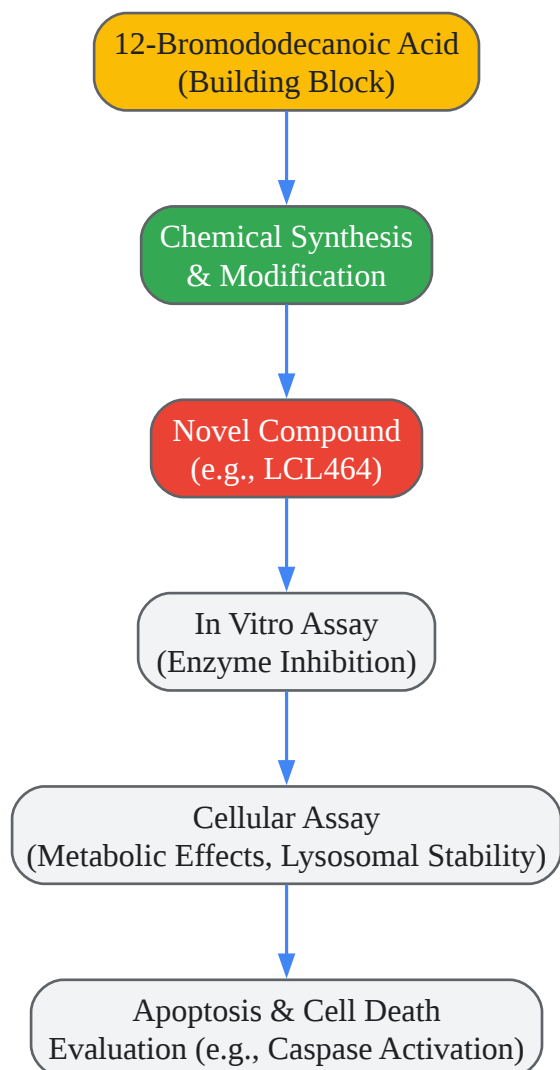 12-Bromododecanoic Acid
(Building Block)
Chemical Synthesis
& Modification
Novel Compound
(e.g., LCL464)
In Vitro Assay
(Enzyme Inhibition)
Cellular Assay
(Metabolic Effects, Lysosomal Stability)
Apoptosis & Cell Death
Evaluation (e.g., Caspase Activation)